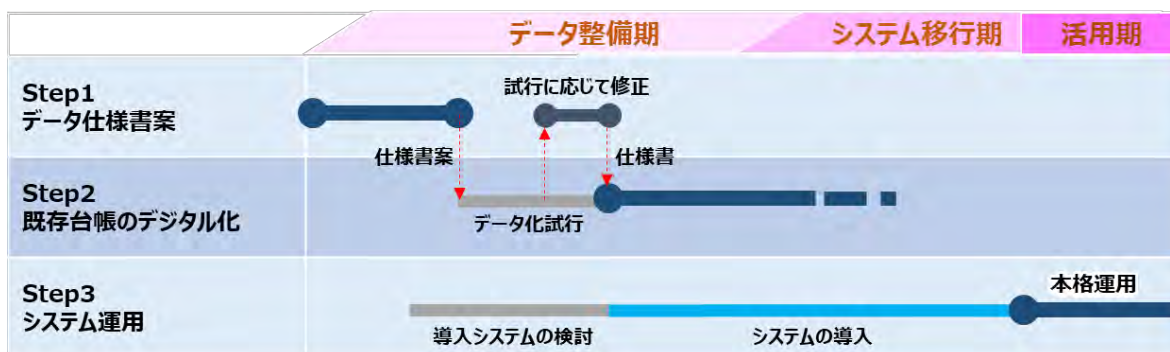 データ整備期
システム移行期
活用期
Step1
データ仕様書案
試行に応じて修正
仕様書案
仕様書
Step2
既存台帳のデジタル化
データ化試行
Step3
システム運用
本格運用
導入システムの検討
システムの導入